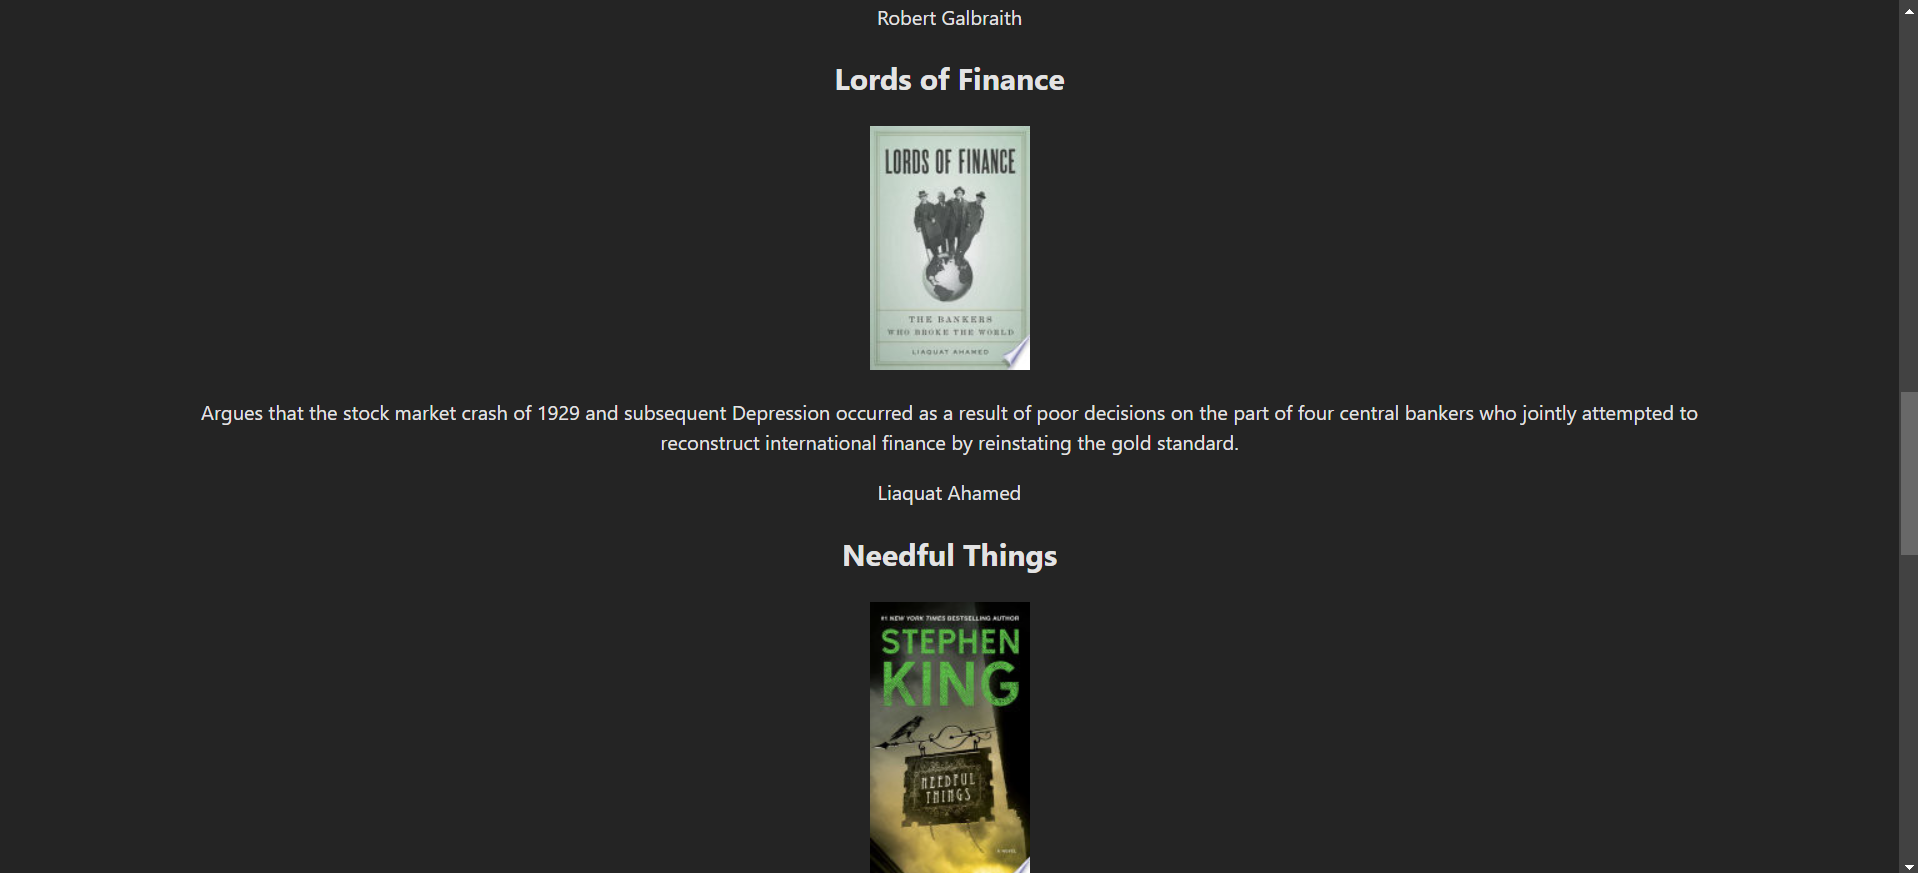 Robert Galbraith
Lords of Finance
LORDS OF FINANCE
THE BANKERS
WHO BROKE THE WORLD
LIAQUAT AHAMED
Argues that the stock market crash of 1929 and subsequent Depression occurred as a result of poor decisions on the part of four central bankers who jointly attempted to
reconstruct international finance by reinstating the gold standard.
Liaquat Ahamed
Needful Things
#1 NEW YORK TIMES BESTSELLING AUTHOR
STEPHEN
KING
NEEDFUL
THINGS
A NOVEL